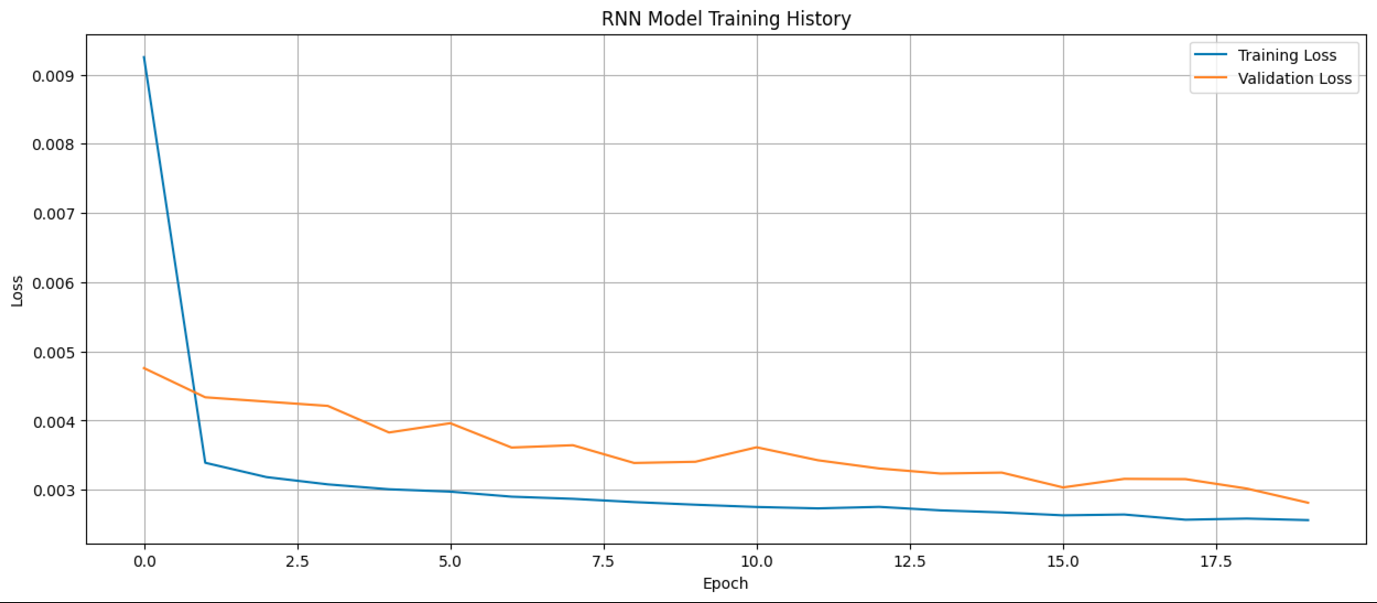 RNN Model Training History
Training Loss
Validation Loss
0.009
0.008
0.007
0.006
0.005
0.004
0.003
Loss
0.0 2.5 5.0 7.5 10.0 12.5 15.0 17.5
Epoch